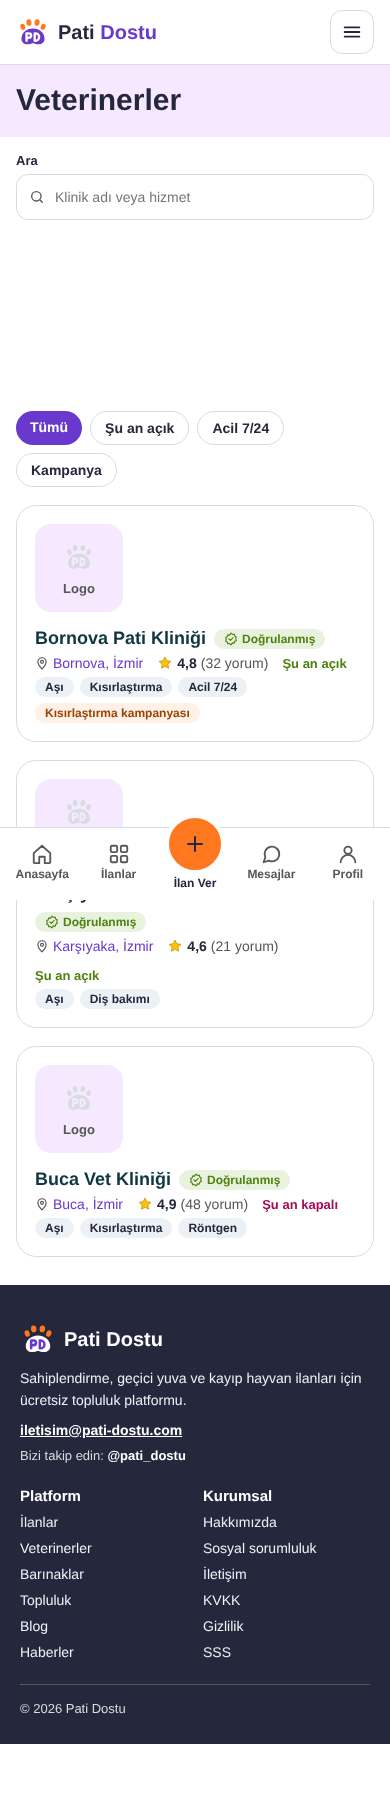 PD Pati Dostu
Veterinerler
Ara
Klinik adı veya hizmet
Tümü
Şu an açık
Acil 7/24
Kampanya
PD
Logo
Bornova Pati Kliniği Doğrulanmış
Bornova, İzmir 4,8 (32 yorum) Şu an açık
Aşı Kısırlaştırma Acil 7/24
Kısırlaştırma kampanyası
PD
Anasayfa
İlanlar
İlan Ver
Mesajlar
Profil
Doğrulanmış
Karşıyaka, İzmir 4,6 (21 yorum)
Şu an açık
Aşı Diş bakımı
PD
Logo
Buca Vet Kliniği Doğrulanmış
Buca, İzmir 4,9 (48 yorum) Şu an kapalı
Aşı Kısırlaştırma Röntgen
PD Pati Dostu
Sahiplendirme, geçici yuva ve kayıp hayvan ilanları için
ücretsiz topluluk platformu.
iletisim@pati-dostu.com
Bizi takip edin: @pati_dostu
Platform
İlanlar
Veterinerler
Barınaklar
Topluluk
Blog
Haberler
Kurumsal
Hakkımızda
Sosyal sorumluluk
İletişim
KVKK
Gizlilik
SSS
© 2026 Pati Dostu